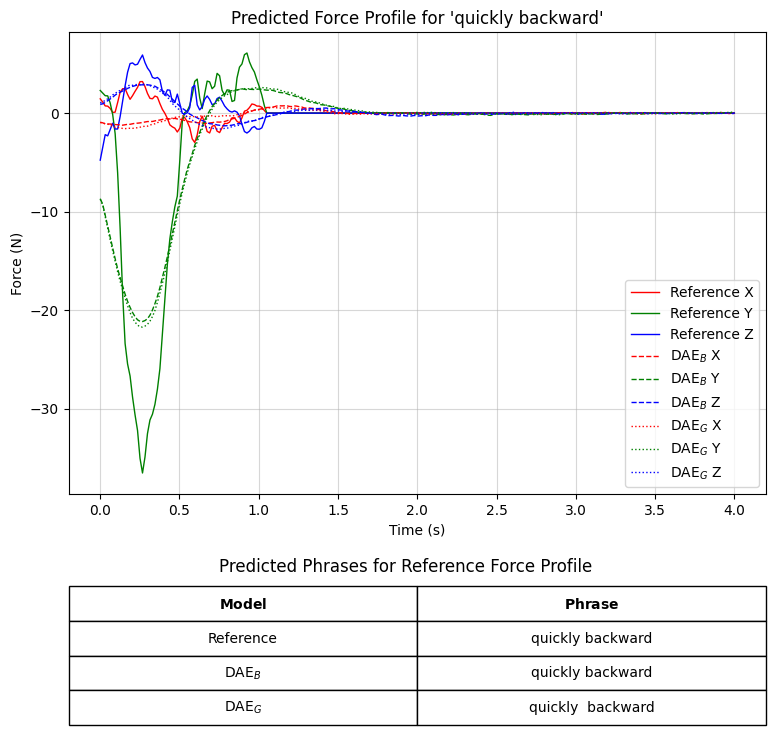 Predicted Force Profile for 'quickly backward'
Force (N)
0
−10
−20
−30
0.0 0.5 1.0 1.5 2.0 2.5 3.0 3.5 4.0
Time (s)
Reference X
Reference Y
Reference Z
DAE_B X
DAE_B Y
DAE_B Z
DAE_G X
DAE_G Y
DAE_G Z
Predicted Phrases for Reference Force Profile
Model Phrase
Reference quickly backward
DAE_B quickly backward
DAE_G quickly  backward